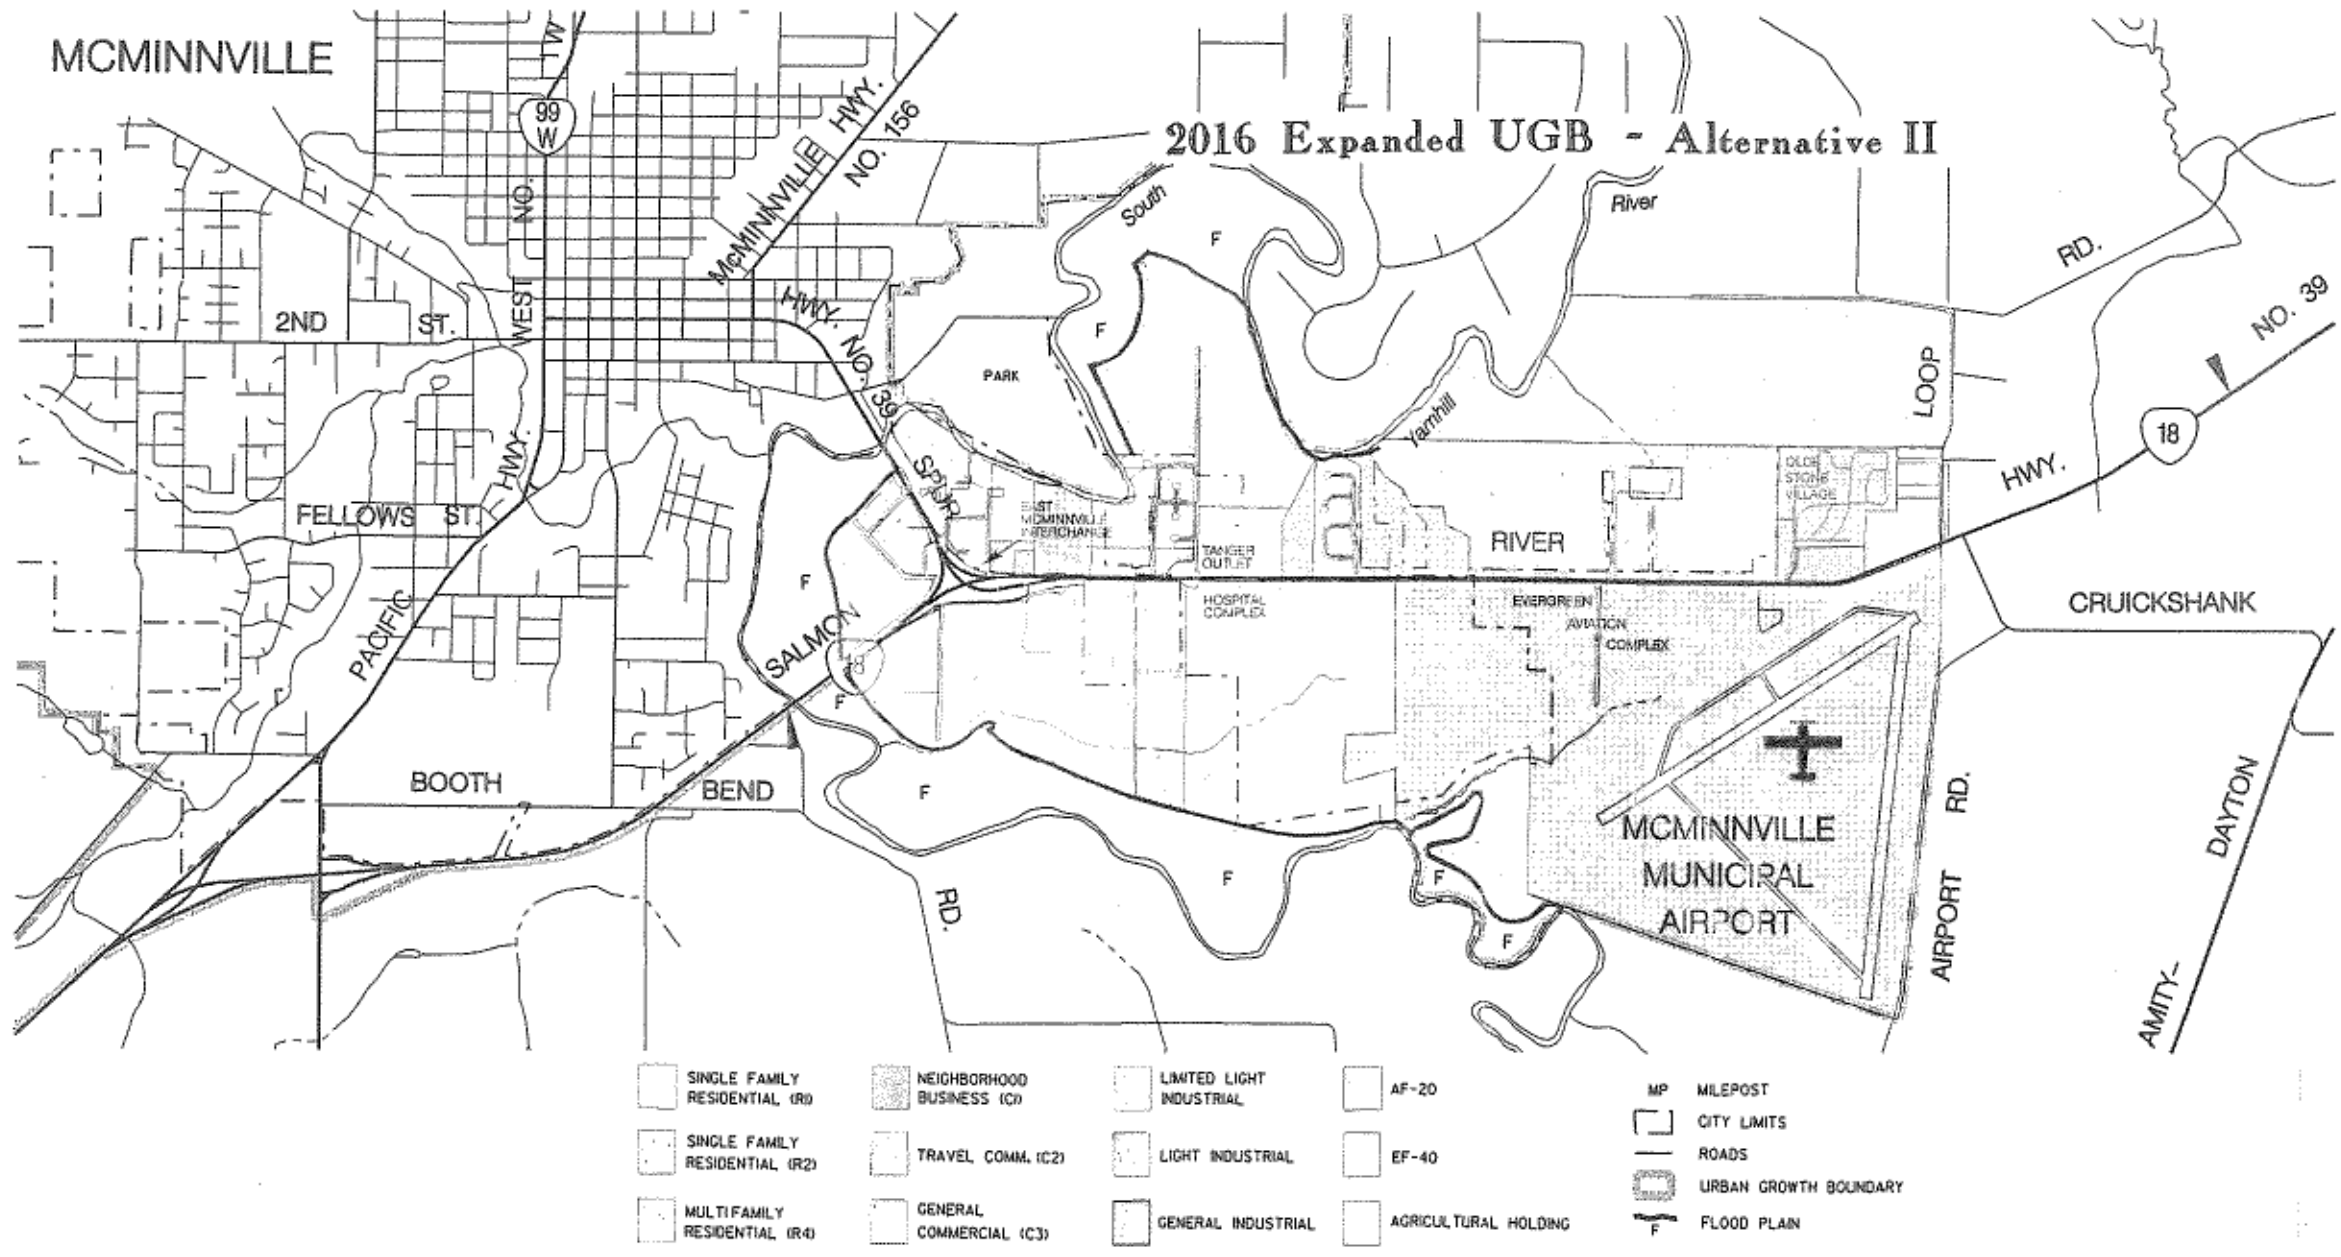 MCMINNVILLE
2016 Expanded UGB - Alternative II
99
W
NO.
WEST
HWY.
PACIFIC
McMINNVILLE HWY.
NO. 156
HWY. NO. 39
SPUR
2ND ST.
FELLOWS ST.
South
River
Yamhill
F
F
PARK
RD.
NO. 39
18
HWY.
LOOP
OLDE
STONE
VILLAGE
EAST
MCMINNVILLE
INTERCHANGE
TANGER
OUTLET
RIVER
HOSPITAL
COMPLEX
EVERGREEN
AVIATION
COMPLEX
CRUICKSHANK
F
SALMON
18
F
BOOTH
BEND
RD.
F
F
F
F
MCMINNVILLE
MUNICIPAL
AIRPORT
AIRPORT RD.
AMITY-
DAYTON
SINGLE FAMILY
RESIDENTIAL (R1)
SINGLE FAMILY
RESIDENTIAL (R2)
MULTIFAMILY
RESIDENTIAL (R4)
NEIGHBORHOOD
BUSINESS (C1)
TRAVEL COMM. (C2)
GENERAL
COMMERCIAL (C3)
LIMITED LIGHT
INDUSTRIAL
LIGHT INDUSTRIAL
GENERAL INDUSTRIAL
AF-20
EF-40
AGRICULTURAL HOLDING
MP MILEPOST
CITY LIMITS
ROADS
URBAN GROWTH BOUNDARY
F FLOOD PLAIN